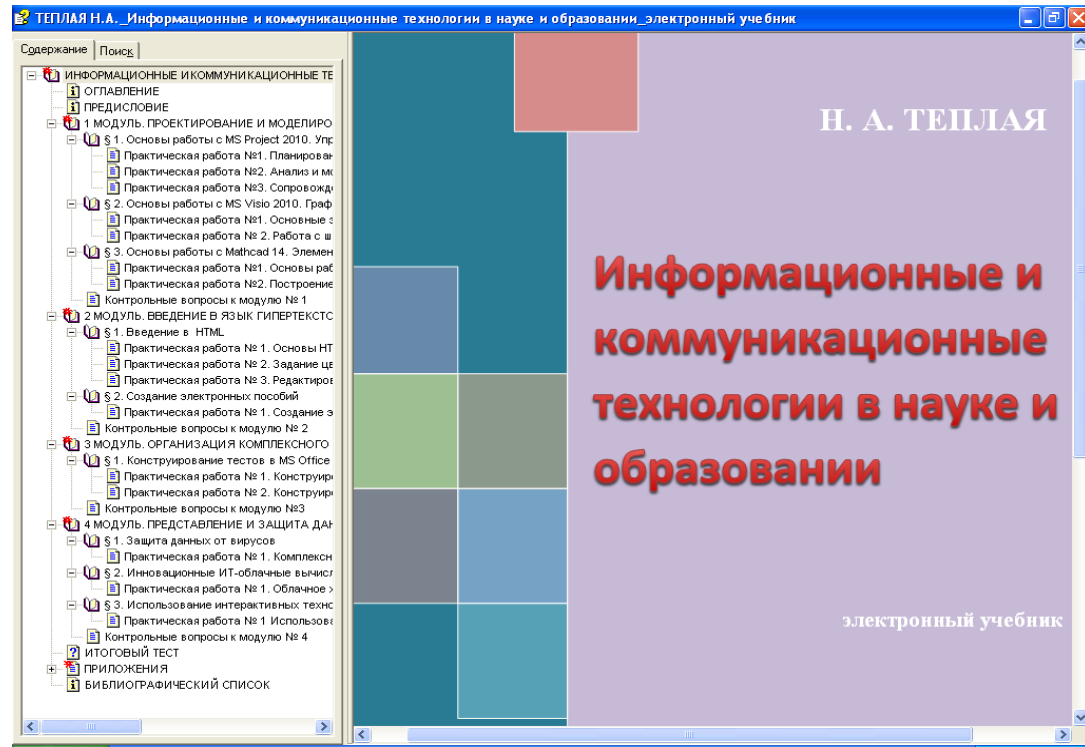 ТЕПЛАЯ Н.А._Информационные и коммуникационные технологии в науке и образовании_электронный учебник
Содержание Поиск
ИНФОРМАЦИОННЫЕ И КОММУНИКАЦИОННЫЕ ТЕ
ОГЛАВЛЕНИЕ
ПРЕДИСЛОВИЕ
1 МОДУЛЬ. ПРОЕКТИРОВАНИЕ И МОДЕЛИРО
§ 1. Основы работы с MS Project 2010. Упр
Практическая работа №1. Планирован
Практическая работа №2. Анализ и мо
Практическая работа №3. Сопровожд
§ 2. Основы работы с MS Visio 2010. Граф
Практическая работа №1. Основные э
Практическая работа № 2. Работа с ш
§ 3. Основы работы с Mathcad 14. Элемен
Практическая работа №1. Основы раб
Практическая работа №2. Построение
Контрольные вопросы к модулю № 1
2 МОДУЛЬ. ВВЕДЕНИЕ В ЯЗЫК ГИПЕРТЕКСТО
§ 1. Введение в HTML
Практическая работа № 1. Основы HT
Практическая работа № 2. Задание цв
Практическая работа № 3. Редактиров
§ 2. Создание электронных пособий
Практическая работа № 1. Создание э
Контрольные вопросы к модулю № 2
3 МОДУЛЬ. ОРГАНИЗАЦИЯ КОМПЛЕКСНОГО
§ 1. Конструирование тестов в MS Office
Практическая работа № 1. Конструир
Практическая работа № 2. Конструир
Контрольные вопросы к модулю №3
4 МОДУЛЬ. ПРЕДСТАВЛЕНИЕ И ЗАЩИТА ДАН
§ 1. Защита данных от вирусов
Практическая работа № 1. Комплексн
§ 2. Инновационные ИТ-облачные вычисл
Практическая работа № 1. Облачное х
§ 3. Использование интерактивных техно
Практическая работа № 1 Использова
Контрольные вопросы к модулю № 4
ИТОГОВЫЙ ТЕСТ
ПРИЛОЖЕНИЯ
БИБЛИОГРАФИЧЕСКИЙ СПИСОК
Н. А. ТЕПЛАЯ
Информационные и
коммуникационные
технологии в науке и
образовании
электронный учебник